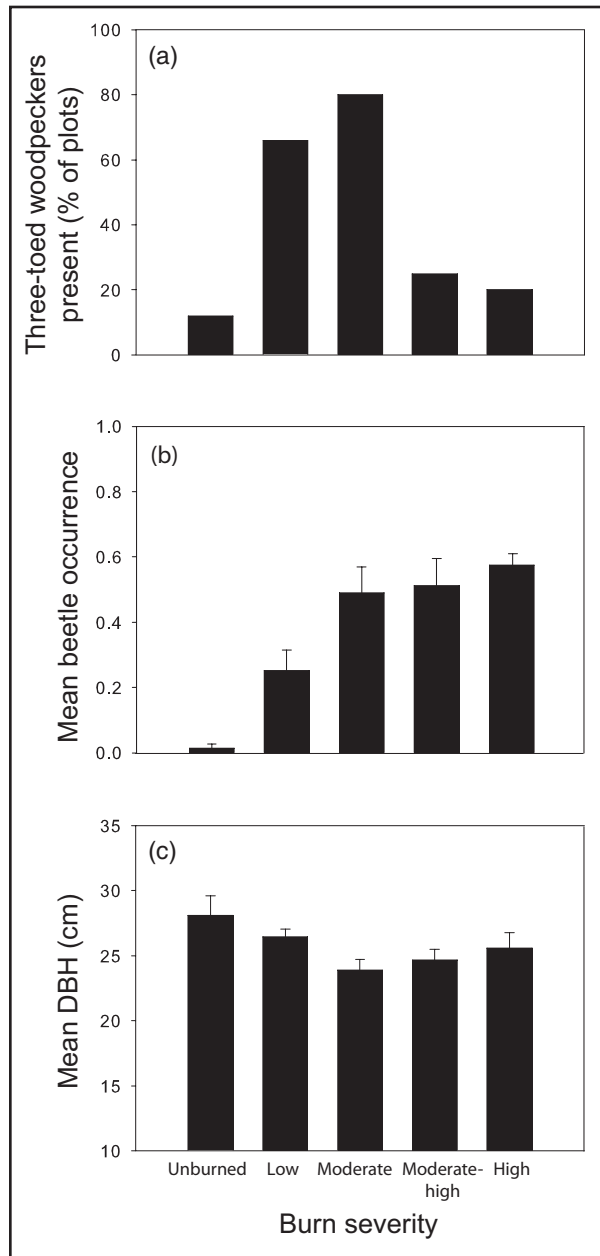 (a)
Three-toed woodpeckers
present (% of plots)
100
80
60
40
20
0
(b)
Mean beetle occurrence
1.0
0.8
0.6
0.4
0.2
0.0
(c)
Mean DBH (cm)
35
30
25
20
15
10
Unburned Low Moderate Moderate-
high High
Burn severity